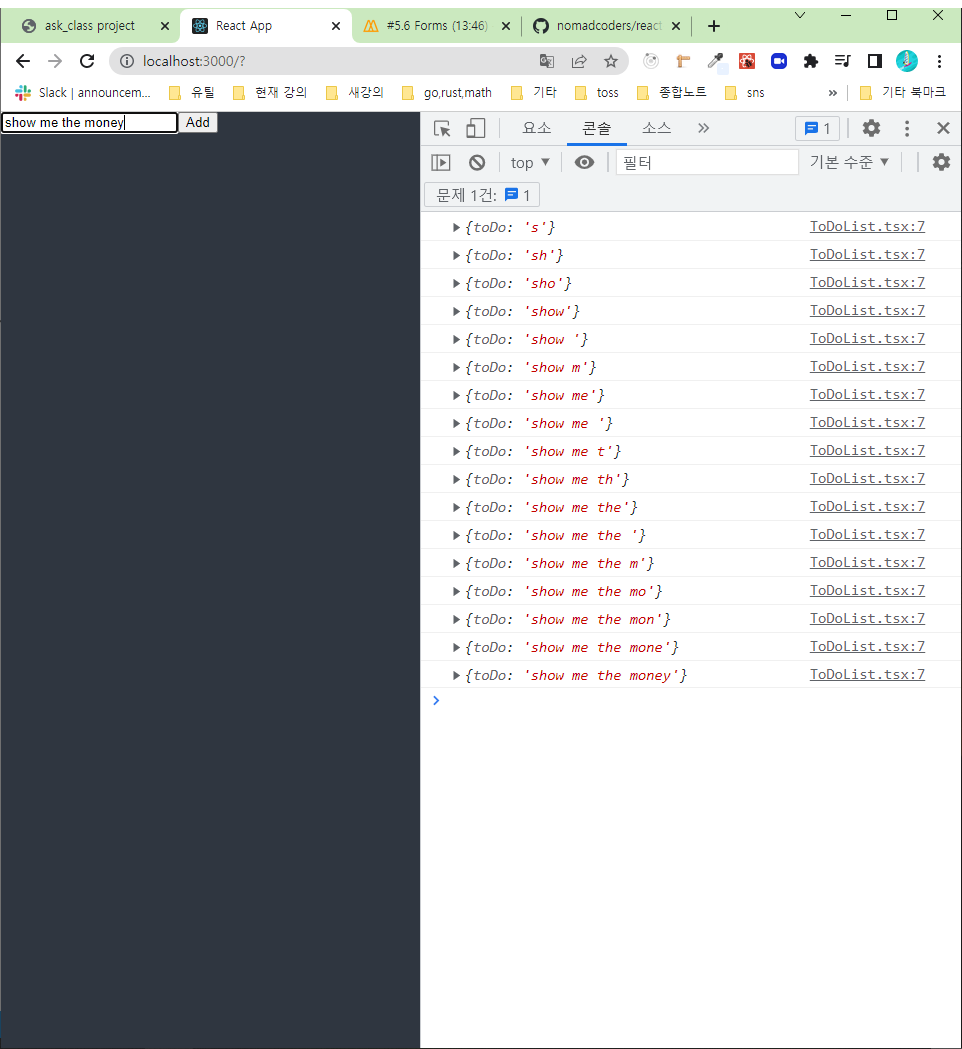 ask_class project
React App
#5.6 Forms (13:46)
nomadcoders/react
localhost:3000/?
Slack | announcem...
유틸
현재 강의
새강의
go,rust,math
기타
toss
종합노트
sns
»
기타 북마크
show me the money
Add
요소
콘솔
소스
»
1
top
필터
기본 수준
문제 1건: 1
{toDo: 's'} ToDoList.tsx:7
{toDo: 'sh'} ToDoList.tsx:7
{toDo: 'sho'} ToDoList.tsx:7
{toDo: 'show'} ToDoList.tsx:7
{toDo: 'show '} ToDoList.tsx:7
{toDo: 'show m'} ToDoList.tsx:7
{toDo: 'show me'} ToDoList.tsx:7
{toDo: 'show me '} ToDoList.tsx:7
{toDo: 'show me t'} ToDoList.tsx:7
{toDo: 'show me th'} ToDoList.tsx:7
{toDo: 'show me the'} ToDoList.tsx:7
{toDo: 'show me the '} ToDoList.tsx:7
{toDo: 'show me the m'} ToDoList.tsx:7
{toDo: 'show me the mo'} ToDoList.tsx:7
{toDo: 'show me the mon'} ToDoList.tsx:7
{toDo: 'show me the mone'} ToDoList.tsx:7
{toDo: 'show me the money'} ToDoList.tsx:7